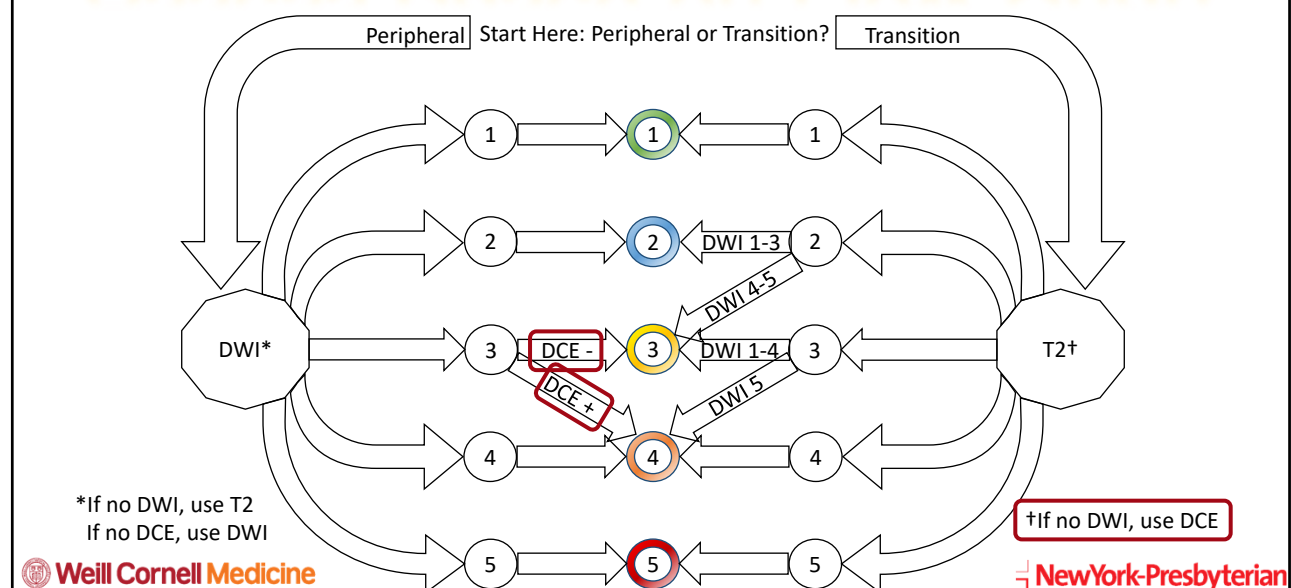 Peripheral Start Here: Peripheral or Transition? Transition
1 1 1
2 2 DWI 1-3 2
DWI 4-5
DWI* 3 DCE - 3 DWI 1-4 3 T2†
DCE + DWI 5
4 4 4
*If no DWI, use T2
If no DCE, use DWI
†If no DWI, use DCE
5 5 5
Weill Cornell Medicine
NewYork-Presbyterian